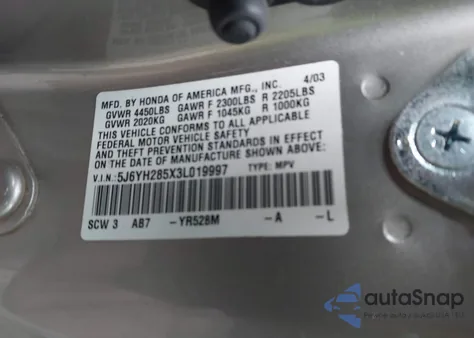 MFD. BY HONDA OF AMERICA MFG., INC. 4/03
GVWR 4450LBS GAWR F 2300LBS R 2205LBS
GVWR 2020KG GAWR F 1045KG R 1000KG
THIS VEHICLE CONFORMS TO ALL APPLICABLE
FEDERAL MOTOR VEHICLE SAFETY
AND THEFT PREVENTION STANDARDS IN EFFECT
ON THE DATE OF MANUFACTURE SHOWN ABOVE.
V.I.N.: 5J6YH285X3L019997 TYPE: MPV
SCW 3 AB7 -YR528M -A -L
autoSnap